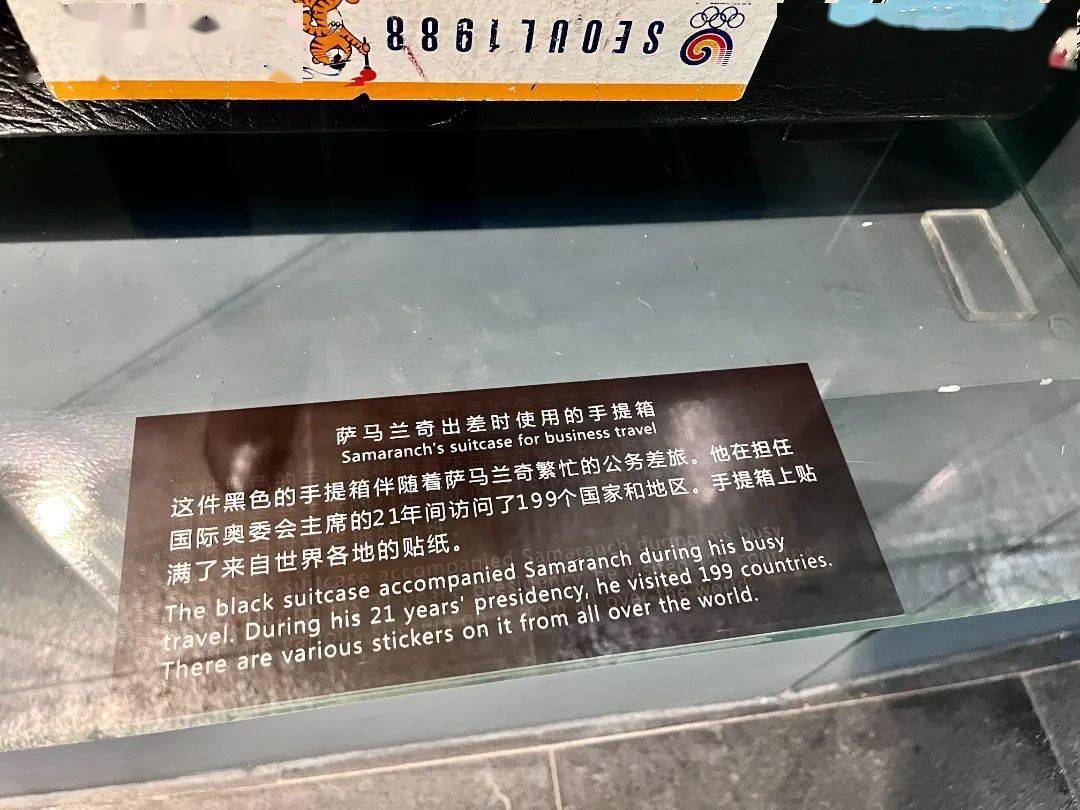 SEOUL1988
萨马兰奇出差时使用的手提箱
Samaranch's suitcase for business travel
这件黑色的手提箱伴随着萨马兰奇繁忙的公务差旅。他在担任
国际奥委会主席的21年间访问了199个国家和地区。手提箱上贴
满了来自世界各地的贴纸。
The black suitcase accompanied Samaranch during his busy
travel. During his 21 years' presidency, he visited 199 countries.
There are various stickers on it from all over the world.